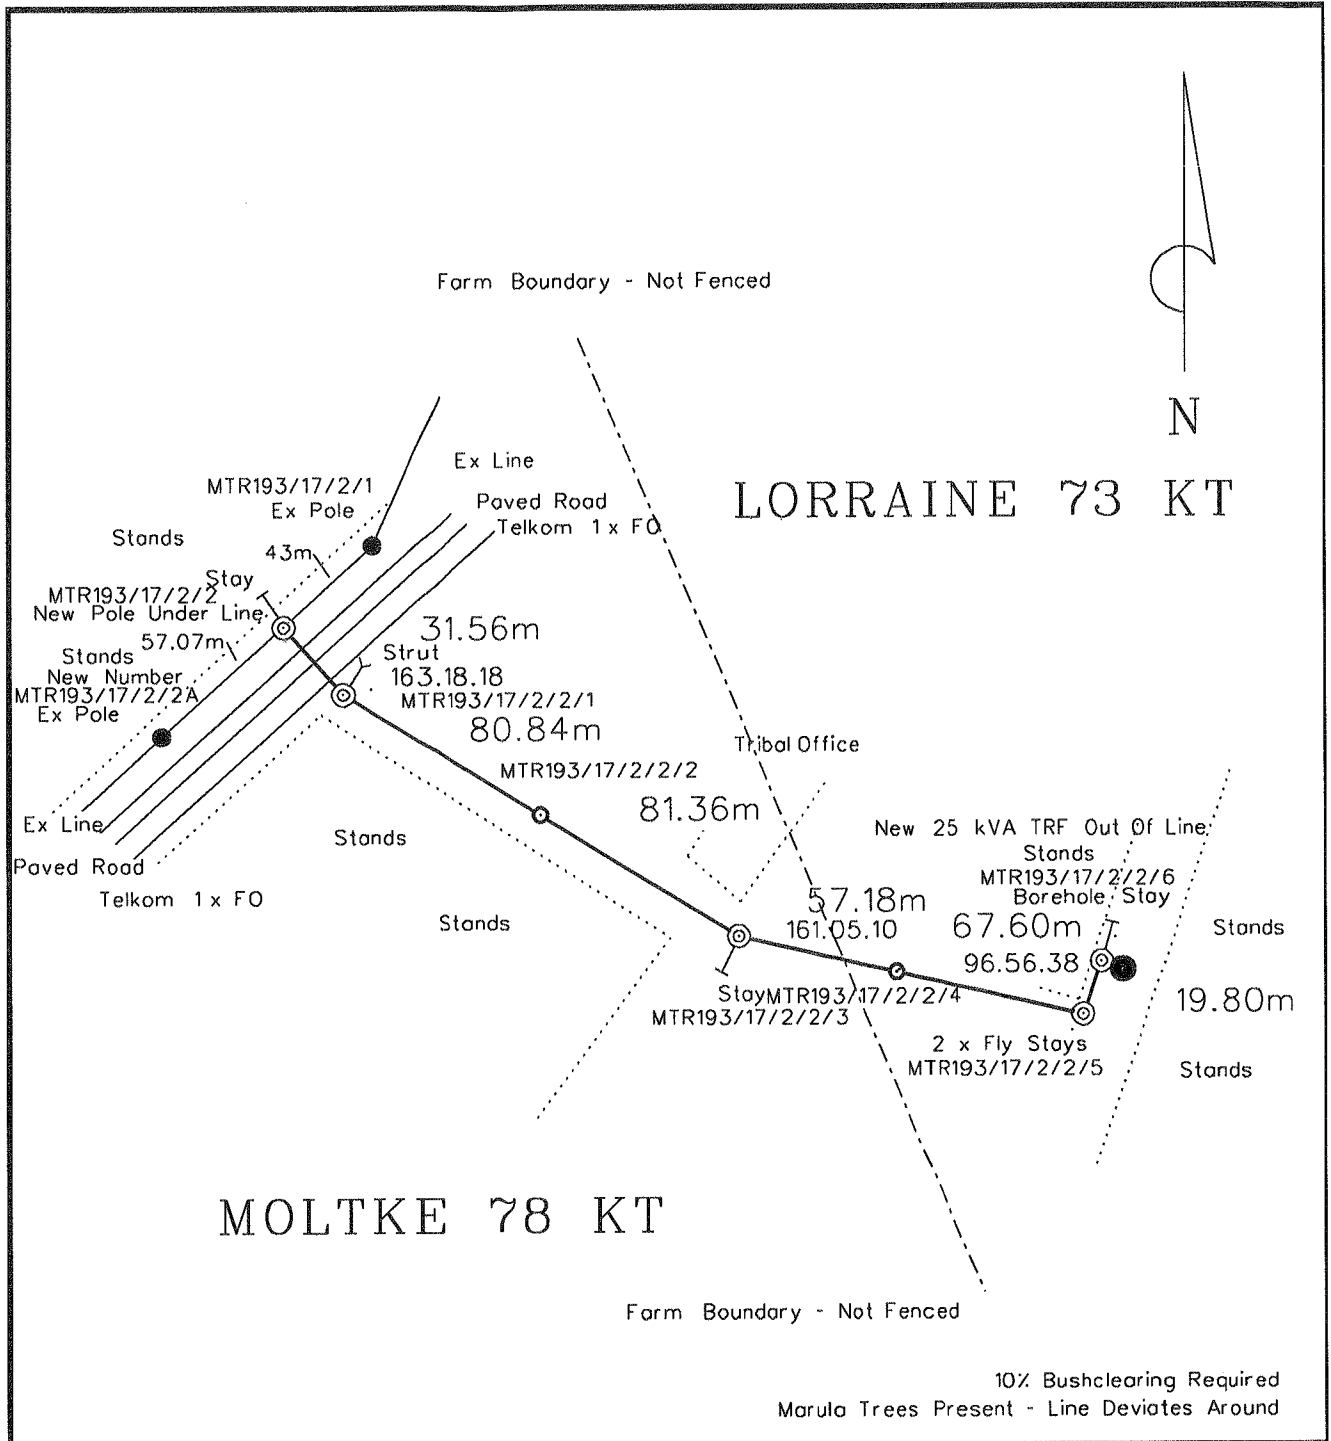 Farm Boundary - Not Fenced
N
LORRAINE 73 KT
Ex Line
MTR193/17/2/1
Ex Pole
Paved Road
Telkom 1 x FO
Stands
43m
Stay
MTR193/17/2/2
New Pole Under Line
57.07m
Stands
New Number
MTR193/17/2/2A
Ex Pole
31.56m
Strut
163.18.18
MTR193/17/2/2/1
80.84m
MTR193/17/2/2/2
Tribal Office
81.36m
Ex Line
Paved Road
Telkom 1 x FO
Stands
Stands
New 25 kVA TRF Out Of Line
Stands
MTR193/17/2/2/6
Borehole Stay
57.18m
161.05.10
67.60m
96.56.38
Stands
19.80m
Stay
MTR193/17/2/2/4
MTR193/17/2/2/3
2 x Fly Stays
MTR193/17/2/2/5
Stands
MOLTKE 78 KT
Farm Boundary - Not Fenced
10% Bushclearing Required
Marula Trees Present - Line Deviates Around